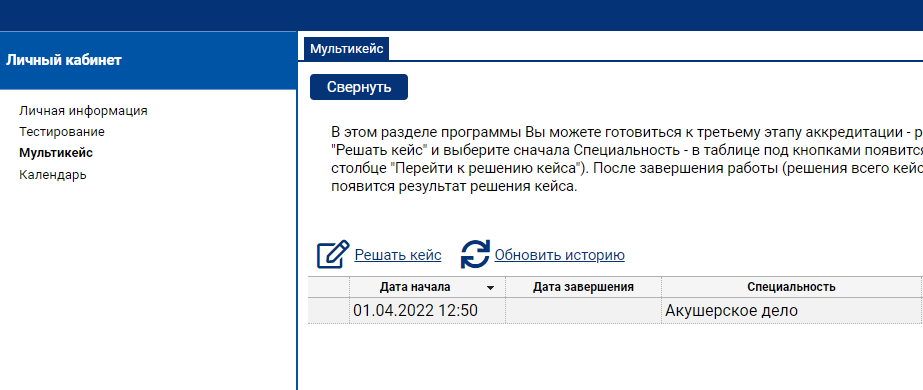 Личный кабинет
Личная информация
Тестирование
Мультикейс
Календарь
Мультикейс
Свернуть
В этом разделе программы Вы можете готовиться к третьему этапу аккредитации - р
"Решать кейс" и выберите сначала Специальность - в таблице под кнопками появится
столбце "Перейти к решению кейса"). После завершения работы (решения всего кейс
появится результат решения кейса.
Решать кейс Обновить историю
Дата начала Дата завершения Специальность
01.04.2022 12:50 Акушерское дело